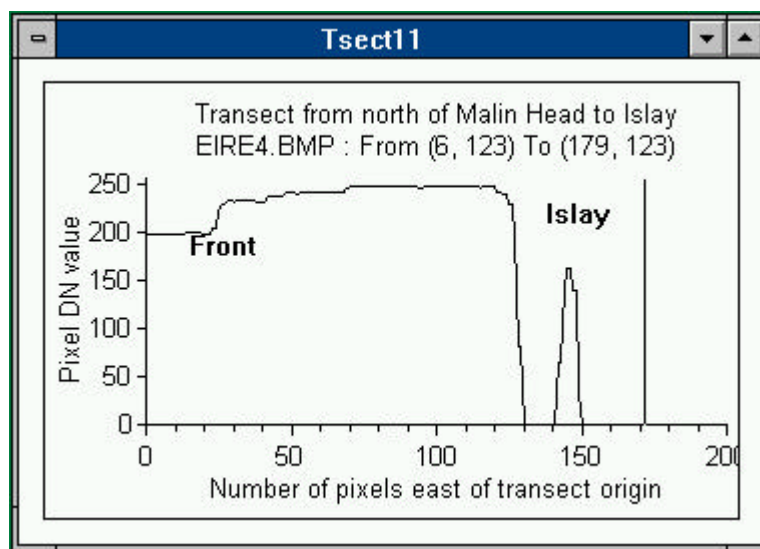 Tsect11
Transect from north of Malin Head to Islay
EIRE4.BMP : From (6, 123) To (179, 123)
Pixel DN value
250
200
150
100
50
0
Front
Islay
0 50 100 150 200
Number of pixels east of transect origin